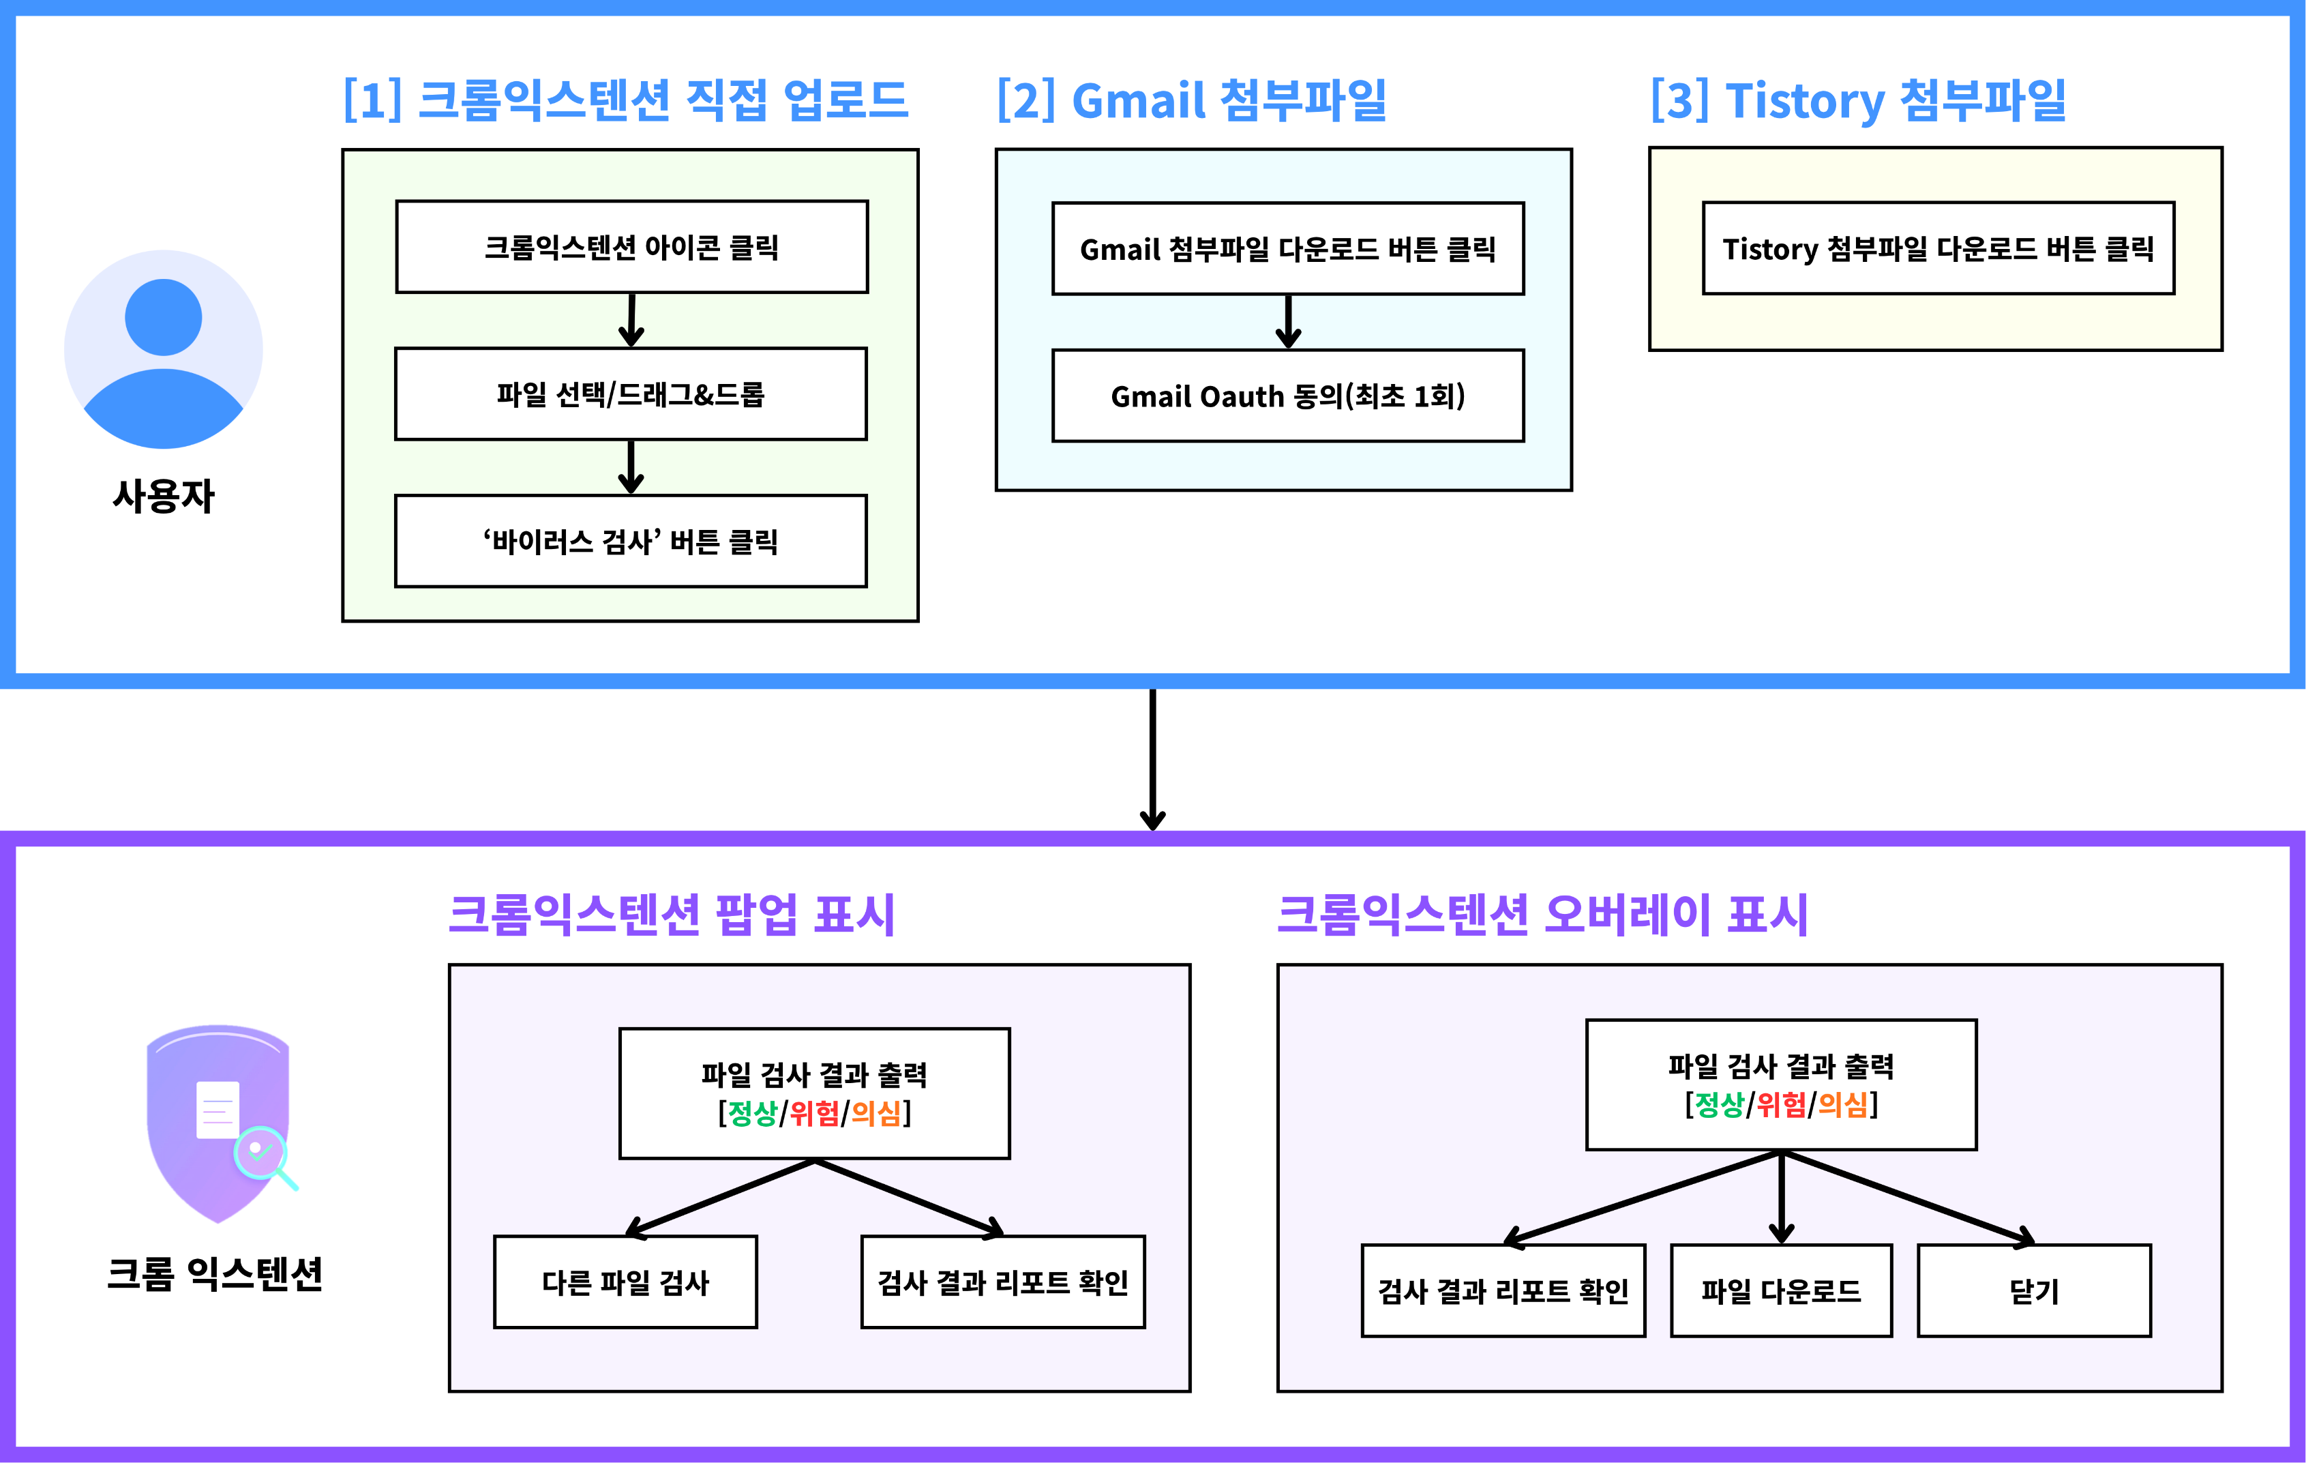 [1] 크롬익스텐션 직접 업로드
크롬익스텐션 아이콘 클릭
파일 선택/드래그&드롭
‘바이러스 검사’ 버튼 클릭
[2] Gmail 첨부파일
Gmail 첨부파일 다운로드 버튼 클릭
Gmail Oauth 동의(최초 1회)
[3] Tistory 첨부파일
Tistory 첨부파일 다운로드 버튼 클릭
사용자
크롬익스텐션 팝업 표시
파일 검사 결과 출력
[정상/위험/의심]
다른 파일 검사
검사 결과 리포트 확인
크롬익스텐션 오버레이 표시
파일 검사 결과 출력
[정상/위험/의심]
검사 결과 리포트 확인
파일 다운로드
닫기
크롬 익스텐션